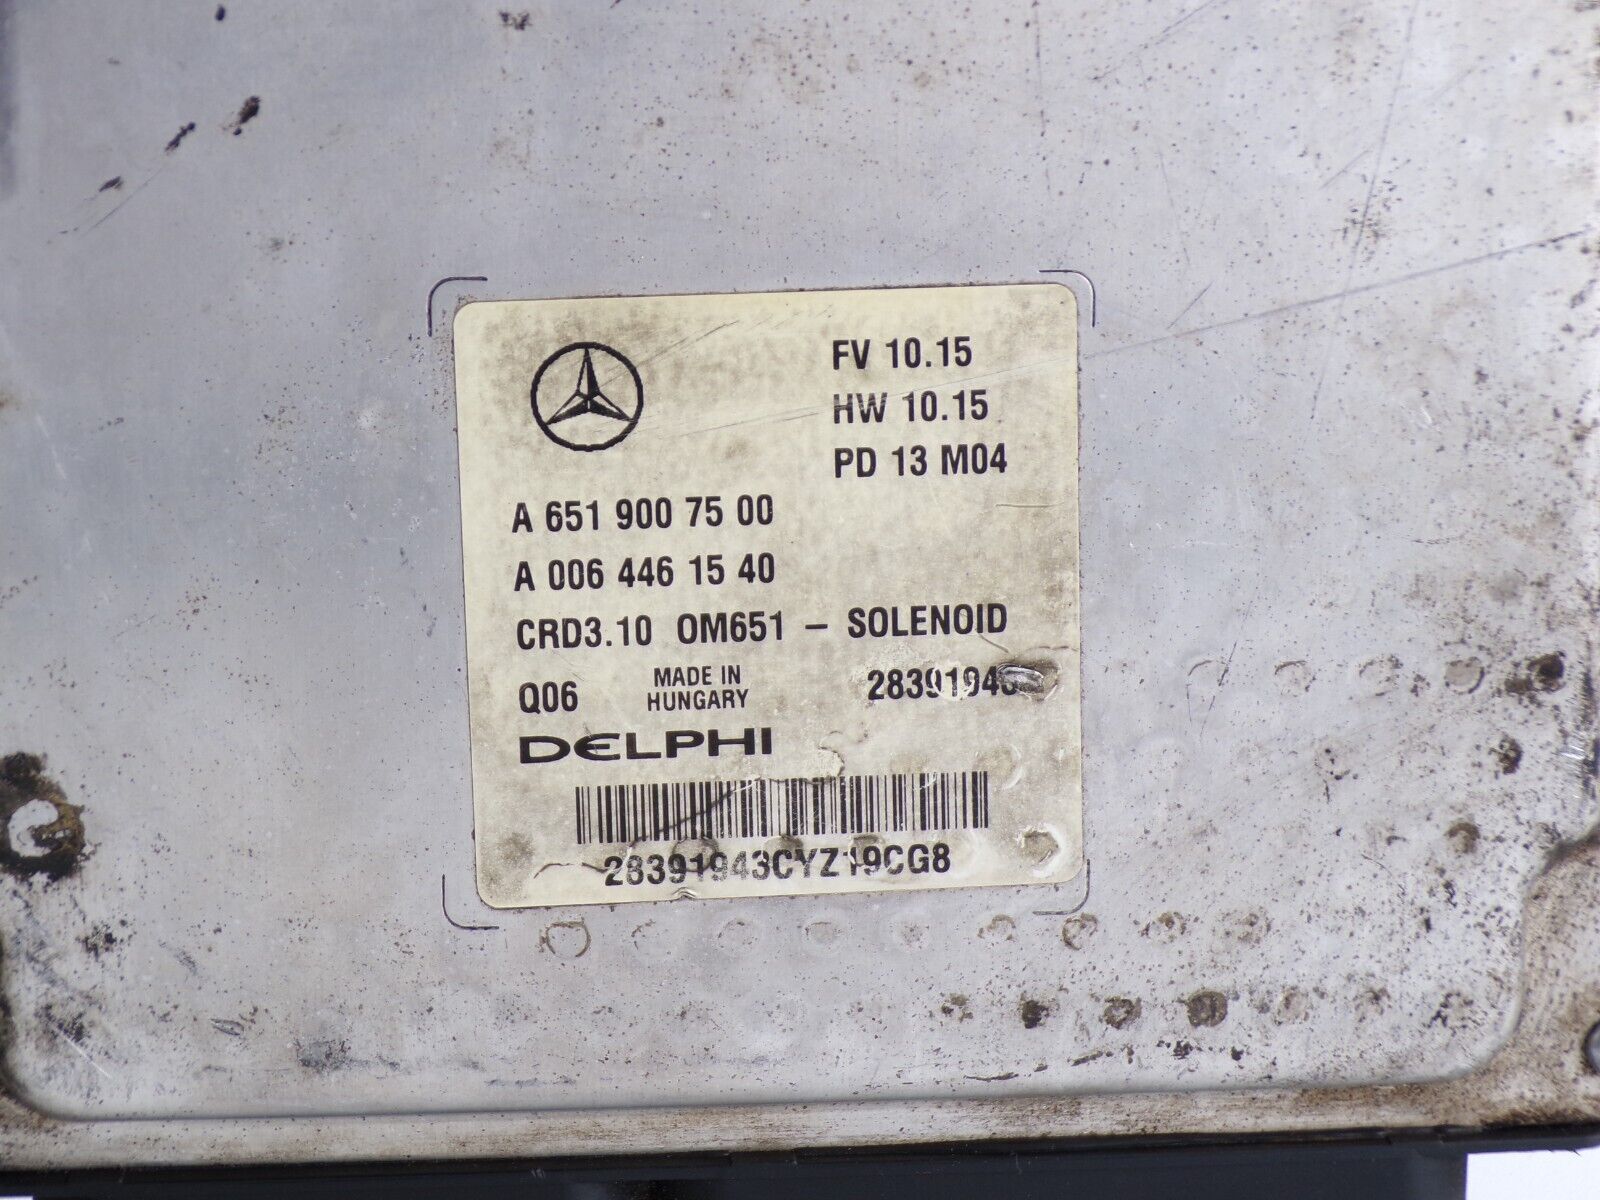 FV 10.15
HW 10.15
PD 13 M04
A 651 900 75 00
A 006 446 15 40
CRD3.10 OM651 – SOLENOID
Q06 MADE IN HUNGARY
DELPHI
28391943CYZ19CG8